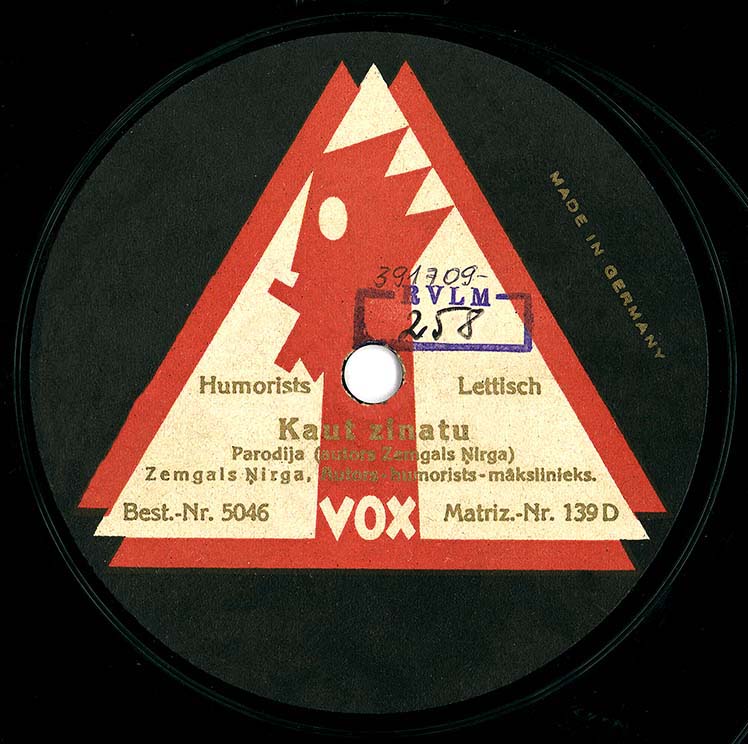 MADE IN GERMANY
391709-
RVLM
258
Humorists Lettisch
Kaut zinatu
Parodija (autors Zemgals Ņirga)
Zemgals Ņirga, Autors-humorists-mākslinieks.
Best.-Nr. 5046 VOX Matriz.-Nr. 139 D